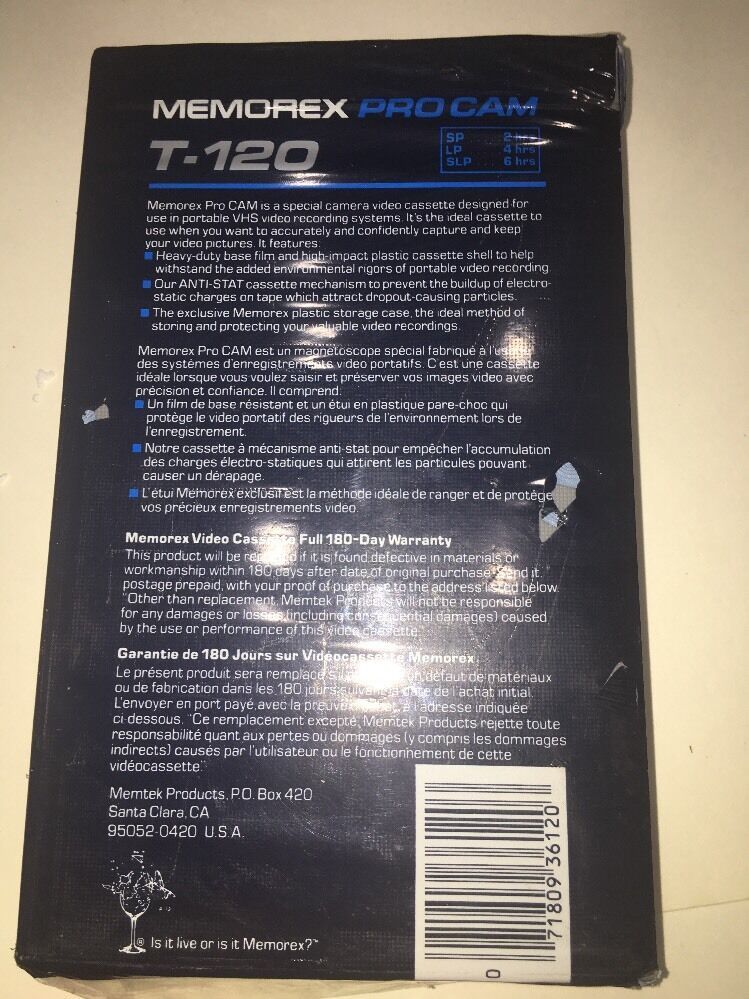 MEMOREX PRO CAM
T-120
SP 2 hrs
LP 4 hrs
SLP 6 hrs
Memorex Pro CAM is a special camera video cassette designed for
use in portable VHS video recording systems. It's the ideal cassette to
use when you want to accurately and confidently capture and keep
your video pictures. It features:
Heavy-duty base film and high-impact plastic cassette shell to help
withstand the added environmental rigors of portable video recording.
Our ANTI-STAT cassette mechanism to prevent the buildup of electro-
static charges on tape which attract dropout-causing particles.
The exclusive Memorex plastic storage case, the ideal method of
storing and protecting your valuable video recordings.
Memorex Pro CAM est un magnétoscope spécial fabriqué à l'usage
des systèmes d'enregistrements video portatifs. C'est une cassette
idéale lorsque vous voulez saisir et préserver vos images video avec
précision et confiance. Il comprend:
Un film de base résistant et un étui en plastique pare-choc qui
protège le video portatif des rigueurs de l'environnement lors de
l'enregistrement.
Notre cassette à mécanisme anti-stat pour empêcher l'accumulation
des charges électro-statiques qui attirent les particules pouvant
causer un dérapage.
L'étui Memorex exclusif est la méthode idéale de ranger et de protége
vos précieux enregistrements video.
Memorex Video Cassette Full 180-Day Warranty
This product will be replaced if it is found defective in materials or
workmanship within 180 days after date of original purchase. Send it
postage prepaid, with your proof of purchase to the address listed below.
"Other than replacement, Memtek Products will not be responsible
for any damages or losses (including consequential damages) caused
by the use or performance of this video cassette."
Garantie de 180 Jours sur Vidéocassette Memorex
Le présent produit sera remplacé défaut de matériaux
ou de fabrication dans les 180 jours suivant la date de l'achat initial.
L'envoyer en port payé, avec la preuve à l'adresse indiquée
ci-dessous. "Ce remplacement excepté, Memtek Products rejette toute
responsabilité quant aux pertes ou dommages (y compris les dommages
indirects) causés par l'utilisateur ou le fonctionnement de cette
vidéocassette."
Memtek Products, P.O. Box 420
Santa Clara, CA
95052-0420 U.S.A.
® Is it live or is it Memorex?™
0 71809 36120